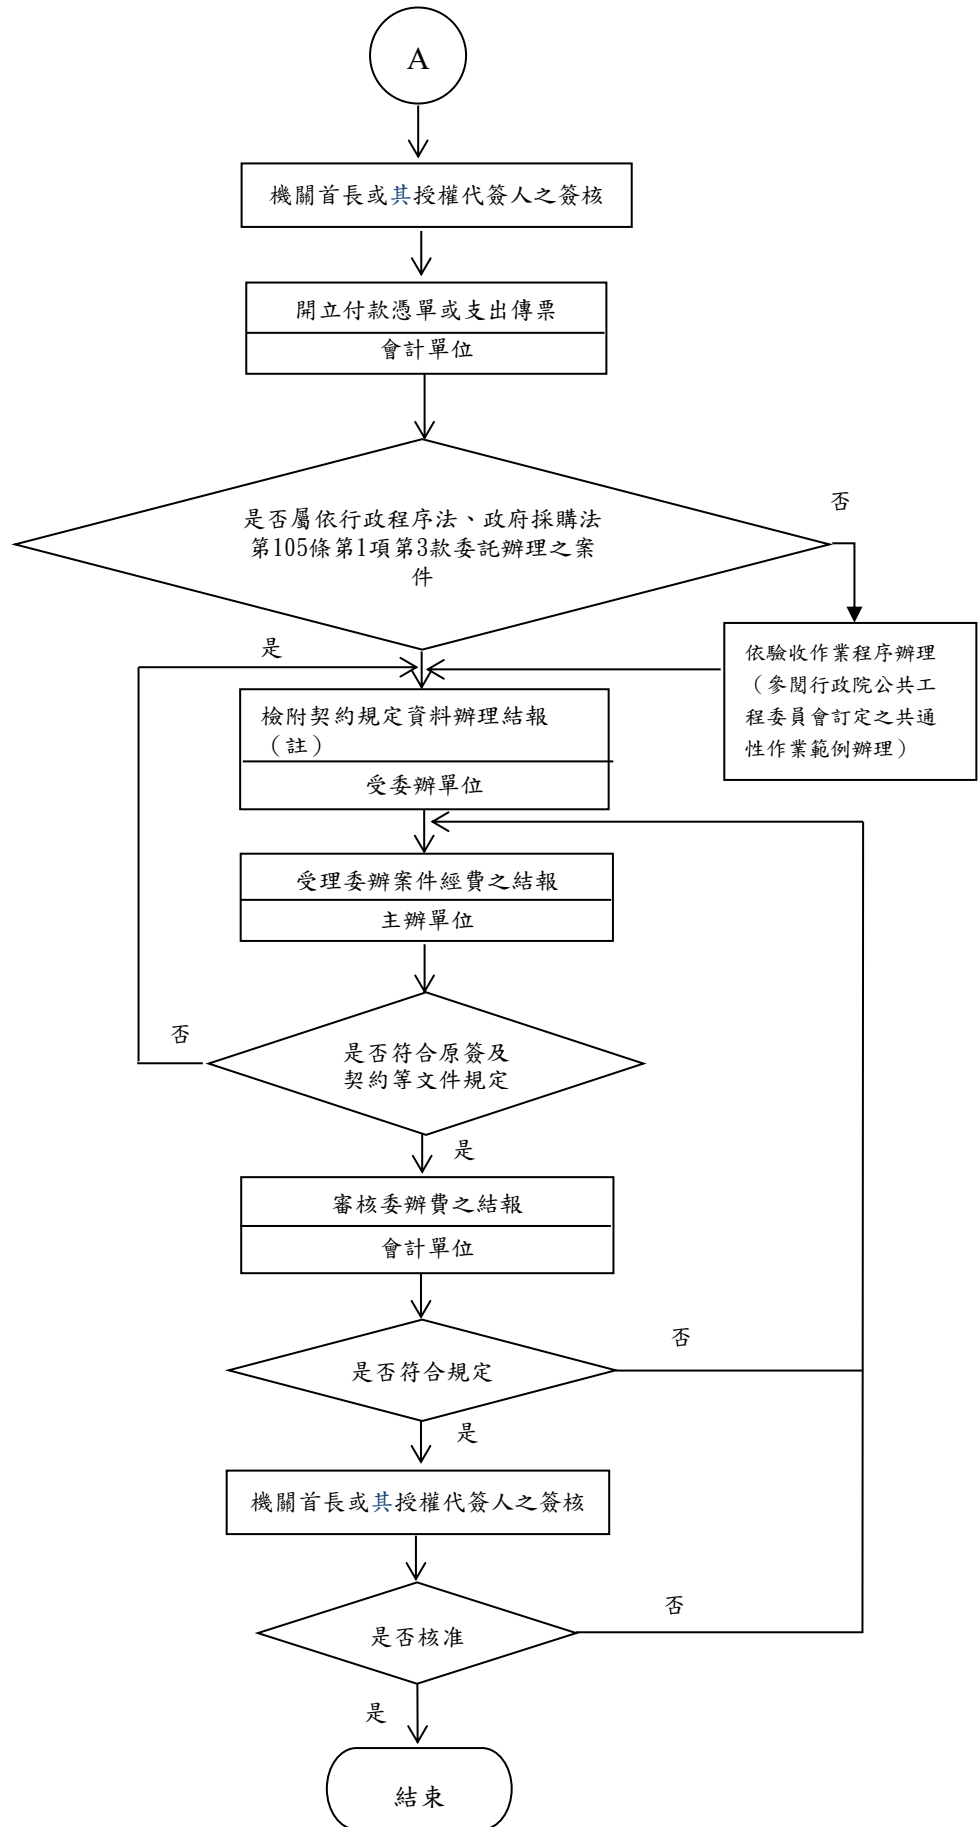 A
機關首長或其授權代簽人之簽核
開立付款憑單或支出傳票
會計單位
否
是否屬依行政程序法、政府採購法
第105條第1項第3款委託辦理之案
件
是
依驗收作業程序辦理
（參閱行政院公共工
程委員會訂定之共通
性作業範例辦理）
檢附契約規定資料辦理結報
（註）
受委辦單位
受理委辦案件經費之結報
主辦單位
否
是否符合原簽及
契約等文件規定
是
審核委辦費之結報
會計單位
否
是否符合規定
是
機關首長或其授權代簽人之簽核
否
是否核准
是
結束